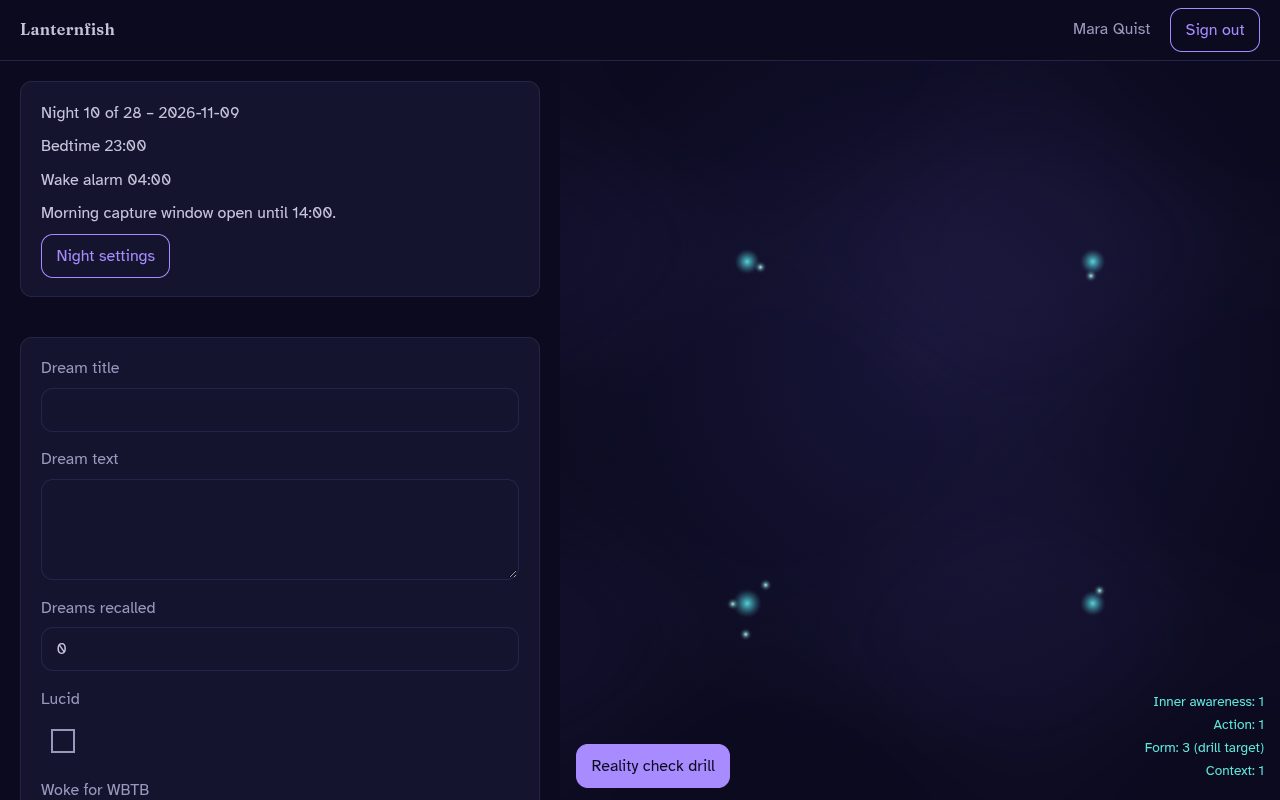 Lanternfish
Mara Quist
Sign out
Night 10 of 28 – 2026-11-09
Bedtime 23:00
Wake alarm 04:00
Morning capture window open until 14:00.
Night settings
Dream title
Dream text
Dreams recalled
0
Lucid
Woke for WBTB
Reality check drill
Inner awareness: 1
Action: 1
Form: 3 (drill target)
Context: 1